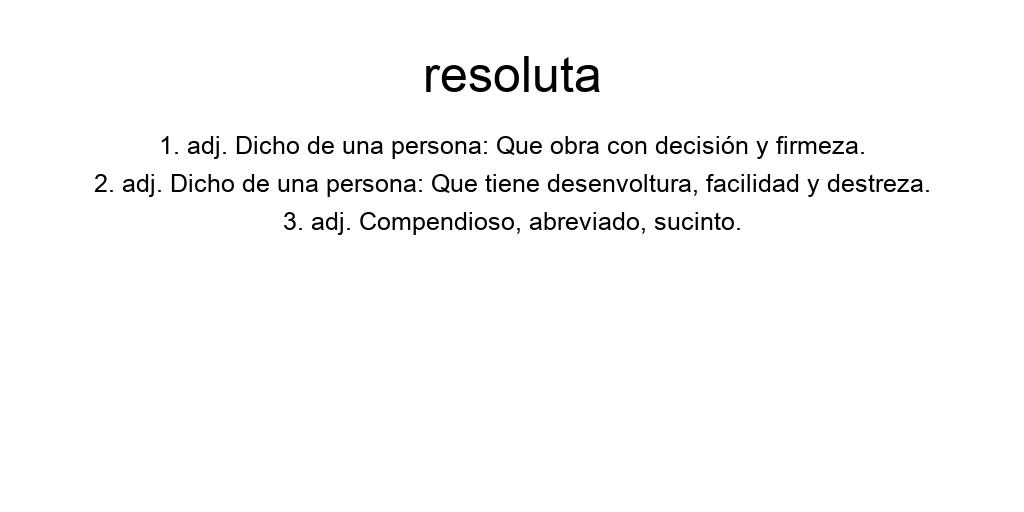 resoluta
1. adj. Dicho de una persona: Que obra con decisión y firmeza.
2. adj. Dicho de una persona: Que tiene desenvoltura, facilidad y destreza.
3. adj. Compendioso, abreviado, sucinto.